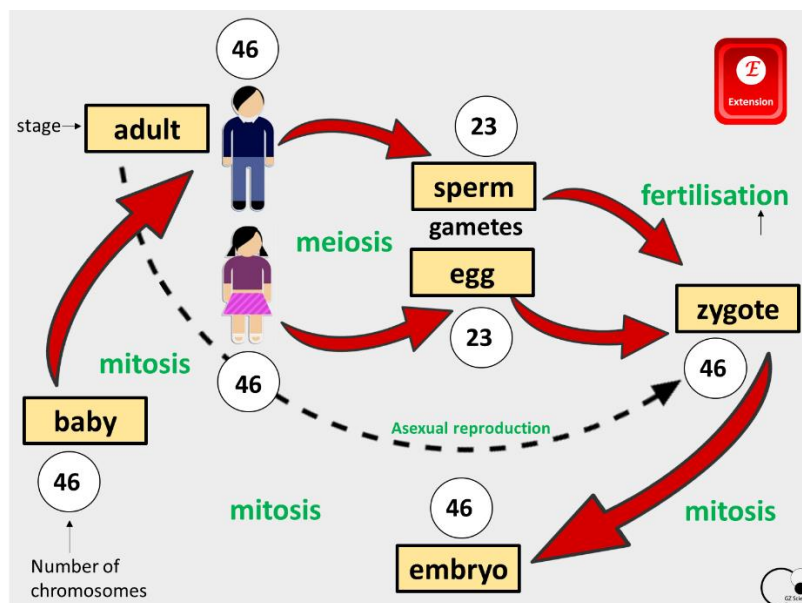 46
ℰ
Extension
stage
adult
23
sperm
fertilisation
gametes
meiosis
egg
zygote
23
46
mitosis
46
baby
Asexual reproduction
46
46
mitosis
mitosis
Number of
chromosomes
embryo